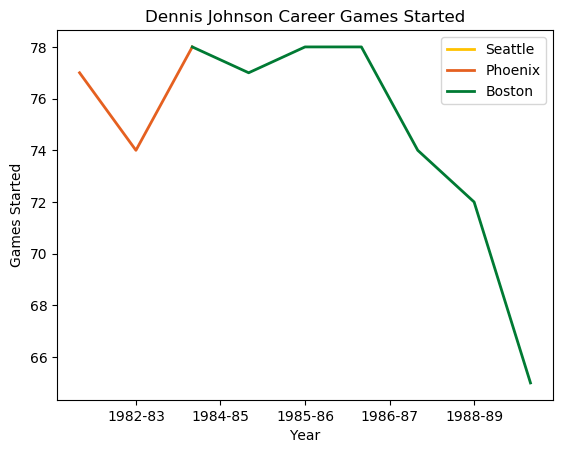 Dennis Johnson Career Games Started
78
76
74
72
70
68
66
Games Started
Seattle
Phoenix
Boston
1982-83
1984-85
1985-86
1986-87
1988-89
Year